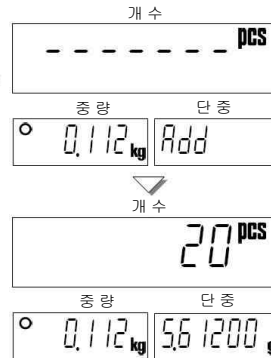 개 수
- - - - - - - pcs
중 량 단 중
0.112 kg Add
개 수
20 pcs
중 량 단 중
0.112 kg 5.61200 g